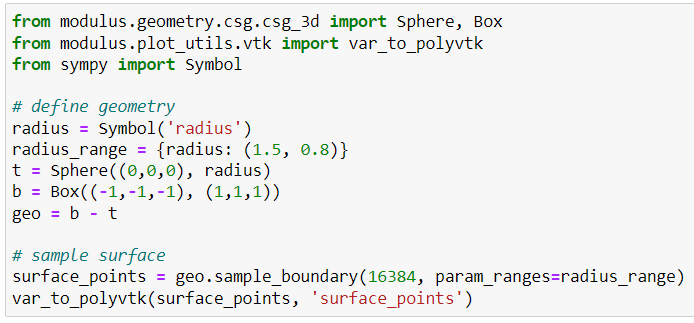 from modulus.geometry.csg.csg_3d import Sphere, Box
from modulus.plot_utils.vtk import var_to_polyvtk
from sympy import Symbol

# define geometry
radius = Symbol('radius')
radius_range = {radius: (1.5, 0.8)}
t = Sphere((0,0,0), radius)
b = Box((-1,-1,-1), (1,1,1))
geo = b - t

# sample surface
surface_points = geo.sample_boundary(16384, param_ranges=radius_range)
var_to_polyvtk(surface_points, 'surface_points')